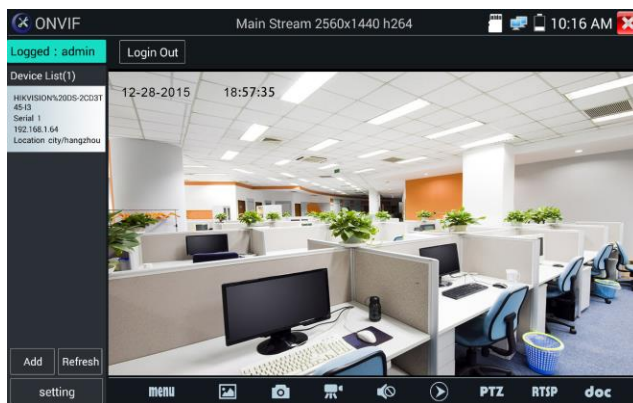 ONVIF
Main Stream 2560x1440 h264
10:16 AM
Logged : admin
Login Out
Device List(1)
HIKVISION%20DS-2CD3T
45-I3
Serial I
192.168.1.64
Location city/hangzhou
12-28-2015 18:57:35
Add
Refresh
setting
menu
PTZ
RTSP
doc